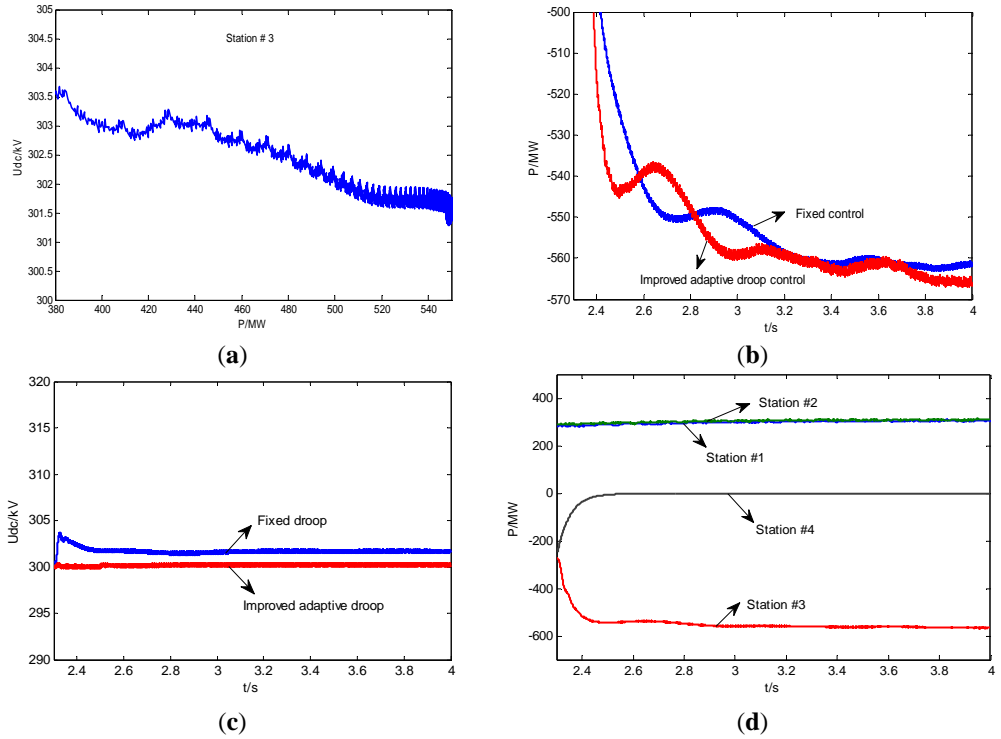 305
304.5
304
303.5
303
302.5
302
301.5
301
300.5
300
Udc/kV
Station # 3
380 400 420 440 460 480 500 520 540
P/MW
(a)
-500
-510
-520
-530
-540
-550
-560
-570
P/MW
Fixed control
Improved adaptive droop control
2.4 2.6 2.8 3 3.2 3.4 3.6 3.8 4
t/s
(b)
320
315
310
305
300
295
290
Udc/kV
Fixed droop
Improved adaptive droop
2.4 2.6 2.8 3 3.2 3.4 3.6 3.8 4
t/s
(c)
400
200
0
-200
-400
-600
P/MW
Station #2
Station #1
Station #4
Station #3
2.4 2.6 2.8 3 3.2 3.4 3.6 3.8 4
t/s
(d)